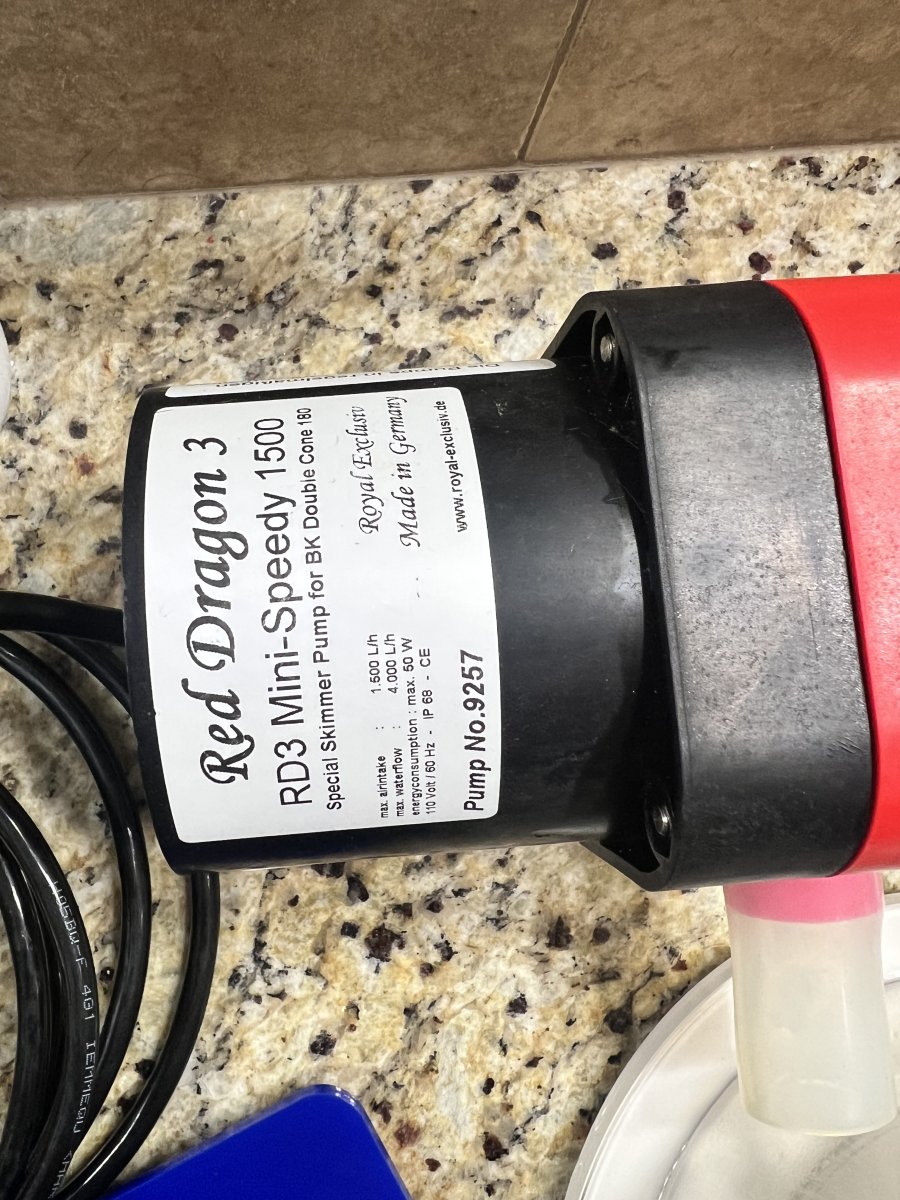 Red Dragon 3
RD3 Mini-Speedy 1500
Special Skimmer Pump for BK Double Cone 180
max. airintake : 1.500 L/h
max. waterflow : 4.000 L/h
energyconsumption : max. 50 W
110 Volt / 60 Hz - IP 68 - CE
Royal Exclusiv
Made in Germany
www.royal-exclusiv.de
Pump No.9257
4G1 IEMMEQU